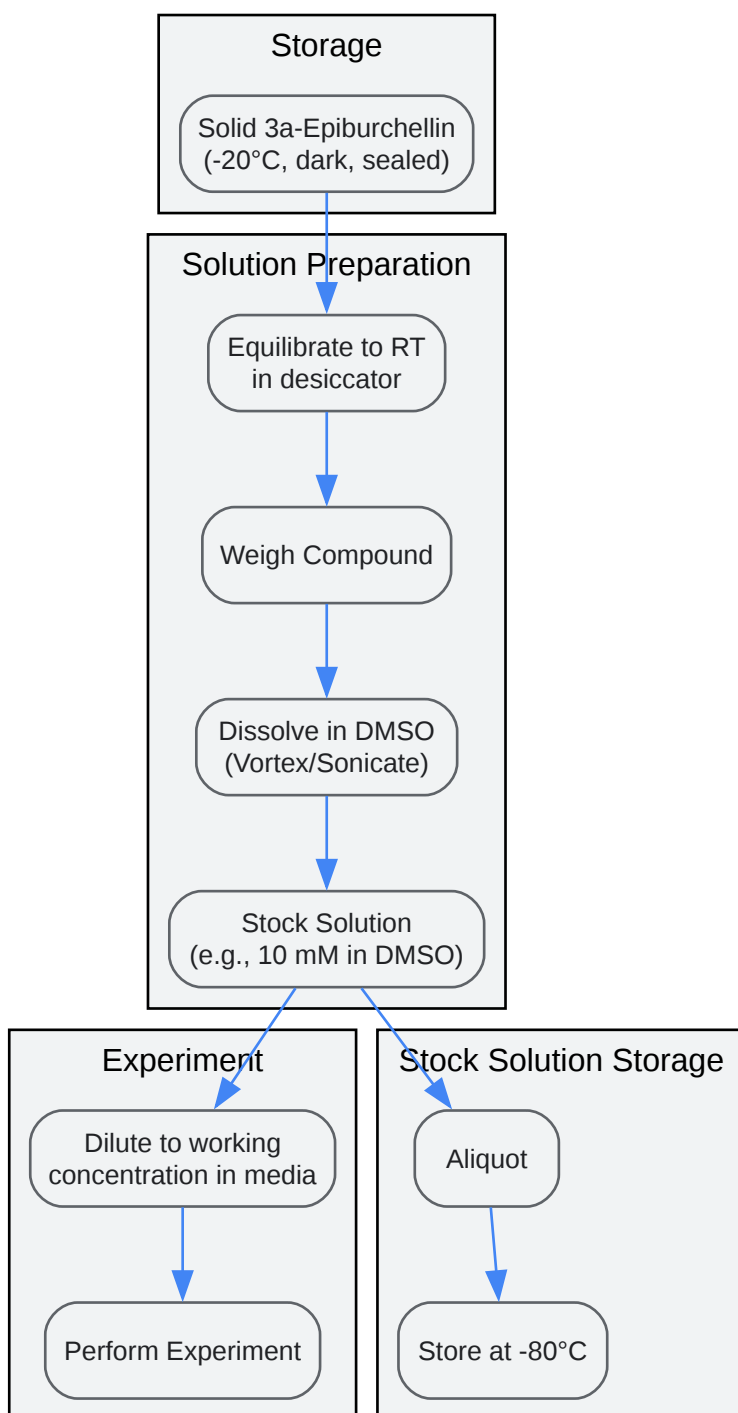 Storage
Solid 3a-Epiburchellin
(-20°C, dark, sealed)
Solution Preparation
Equilibrate to RT
in desiccator
Weigh Compound
Dissolve in DMSO
(Vortex/Sonicate)
Stock Solution
(e.g., 10 mM in DMSO)
Experiment
Dilute to working
concentration in media
Perform Experiment
Stock Solution Storage
Aliquot
Store at -80°C